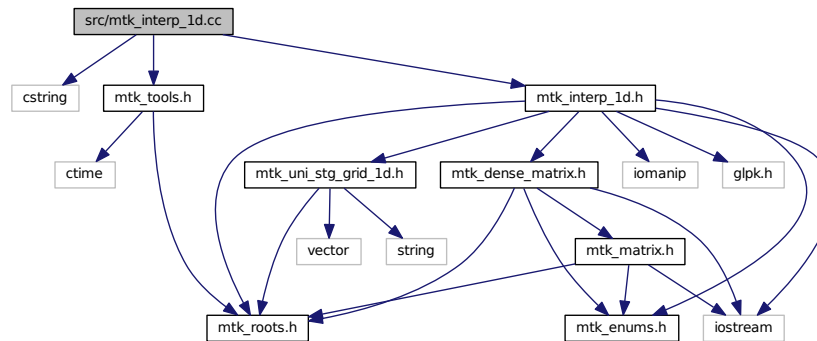 src/mtk_interp_1d.cc
cstring
mtk_tools.h
mtk_interp_1d.h
ctime
mtk_uni_stg_grid_1d.h
mtk_dense_matrix.h
iomanip
glpk.h
vector
string
mtk_matrix.h
mtk_roots.h
mtk_enums.h
iostream